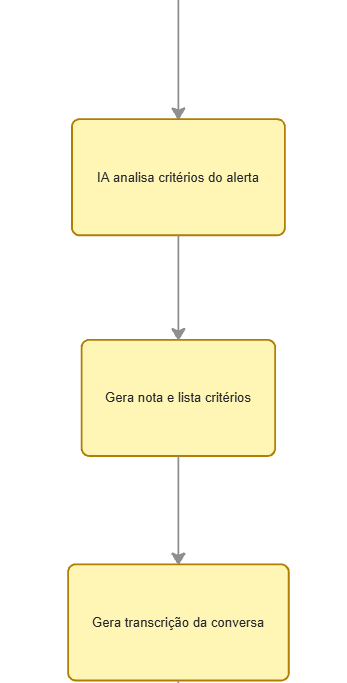 IA analisa critérios do alerta
Gera nota e lista critérios
Gera transcrição da conversa